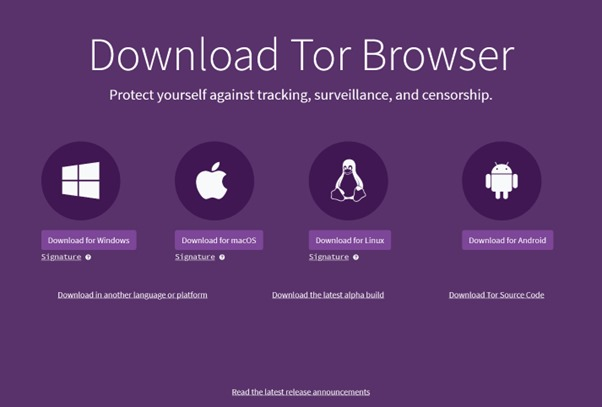 Download Tor Browser
Protect yourself against tracking, surveillance, and censorship.
Download for Windows
Signature ?
Download for macOS
Signature ?
Download for Linux
Signature ?
Download for Android
Download in another language or platform
Download the latest alpha build
Download Tor Source Code
Read the latest release announcements